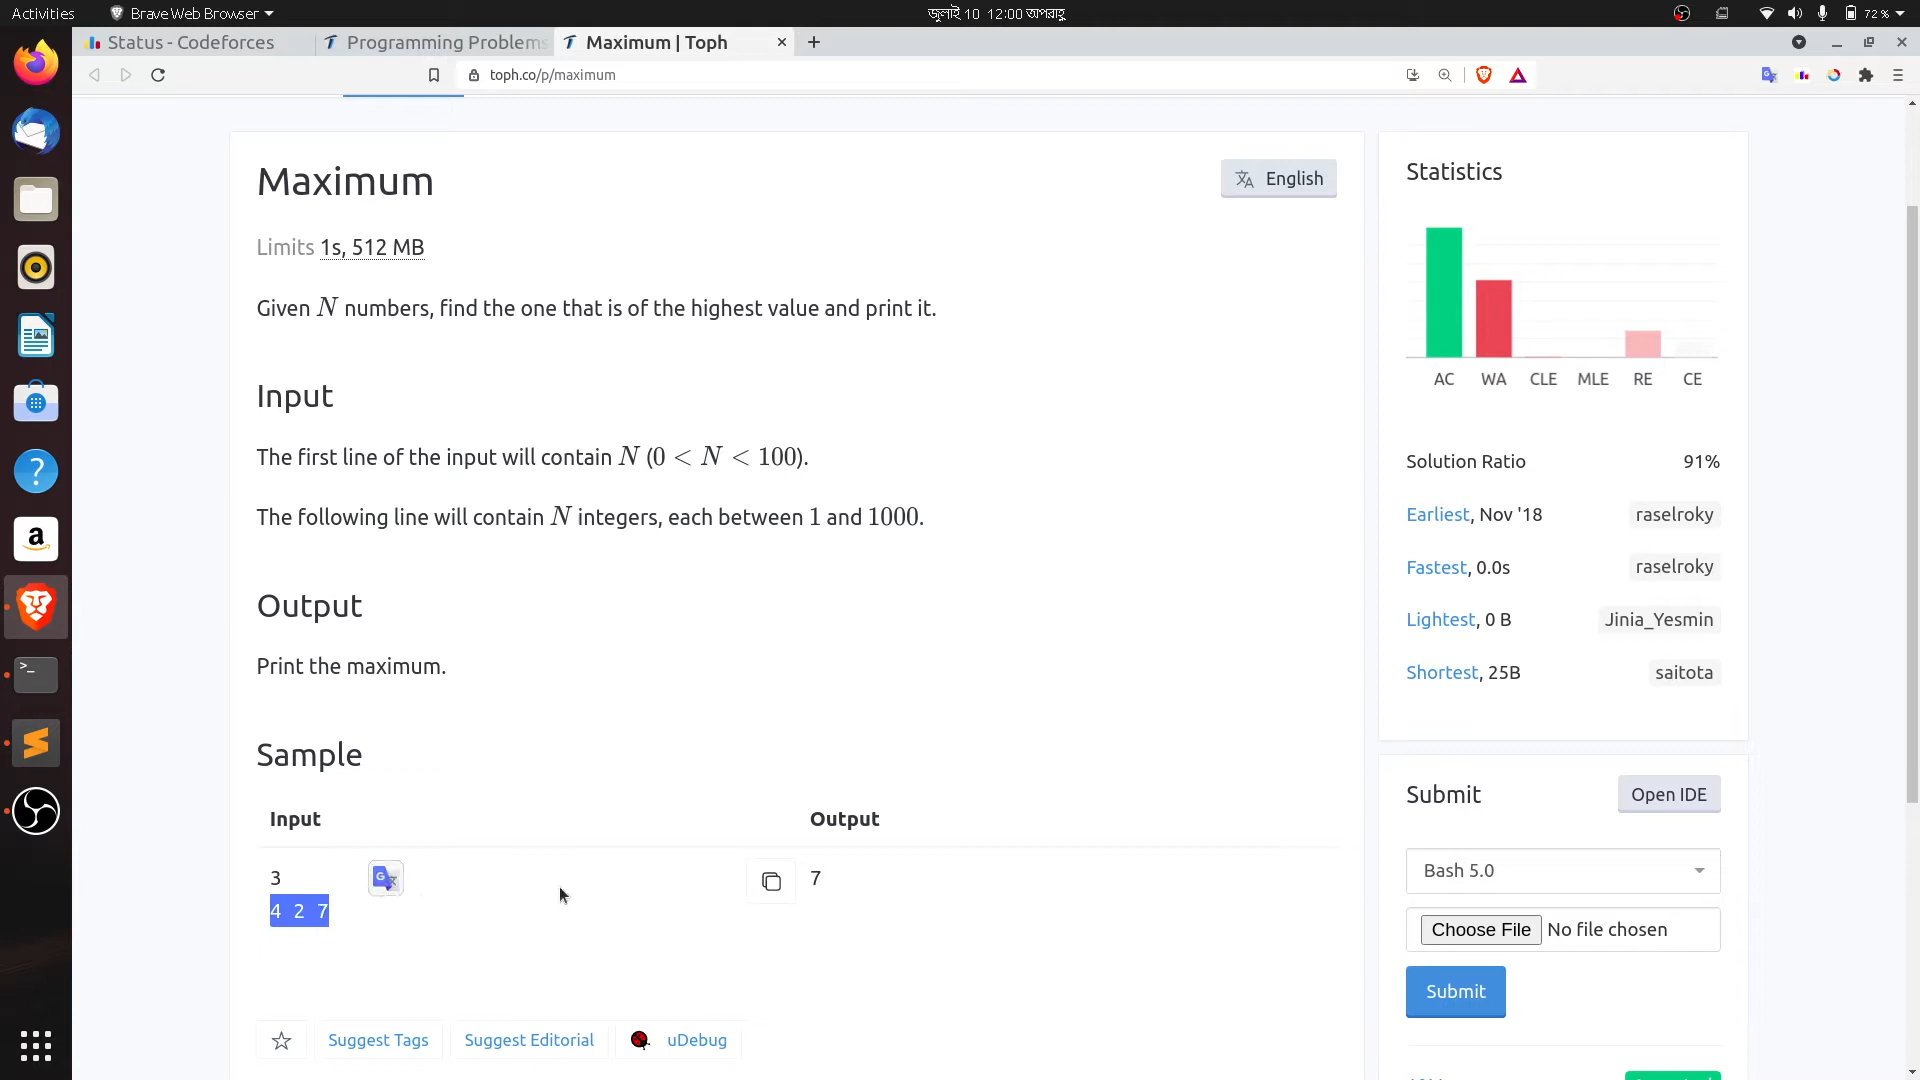 Activities
Brave Web Browser
জুলাই 10 12:00 অপরাহ্ণ
72 %
Status - Codeforces
Programming Problems
Maximum | Toph
toph.co/p/maximum
Maximum
English
Limits 1s, 512 MB
Given N numbers, find the one that is of the highest value and print it.
Input
The first line of the input will contain N (0 < N < 100).
The following line will contain N integers, each between 1 and 1000.
Output
Print the maximum.
Sample
Input Output
3 7
4 2 7
Suggest Tags
Suggest Editorial
uDebug
Statistics
AC WA CLE MLE RE CE
Solution Ratio 91%
Earliest, Nov '18 raselroky
Fastest, 0.0s raselroky
Lightest, 0 B Jinia_Yesmin
Shortest, 25B saitota
Submit
Open IDE
Bash 5.0
Choose File No file chosen
Submit